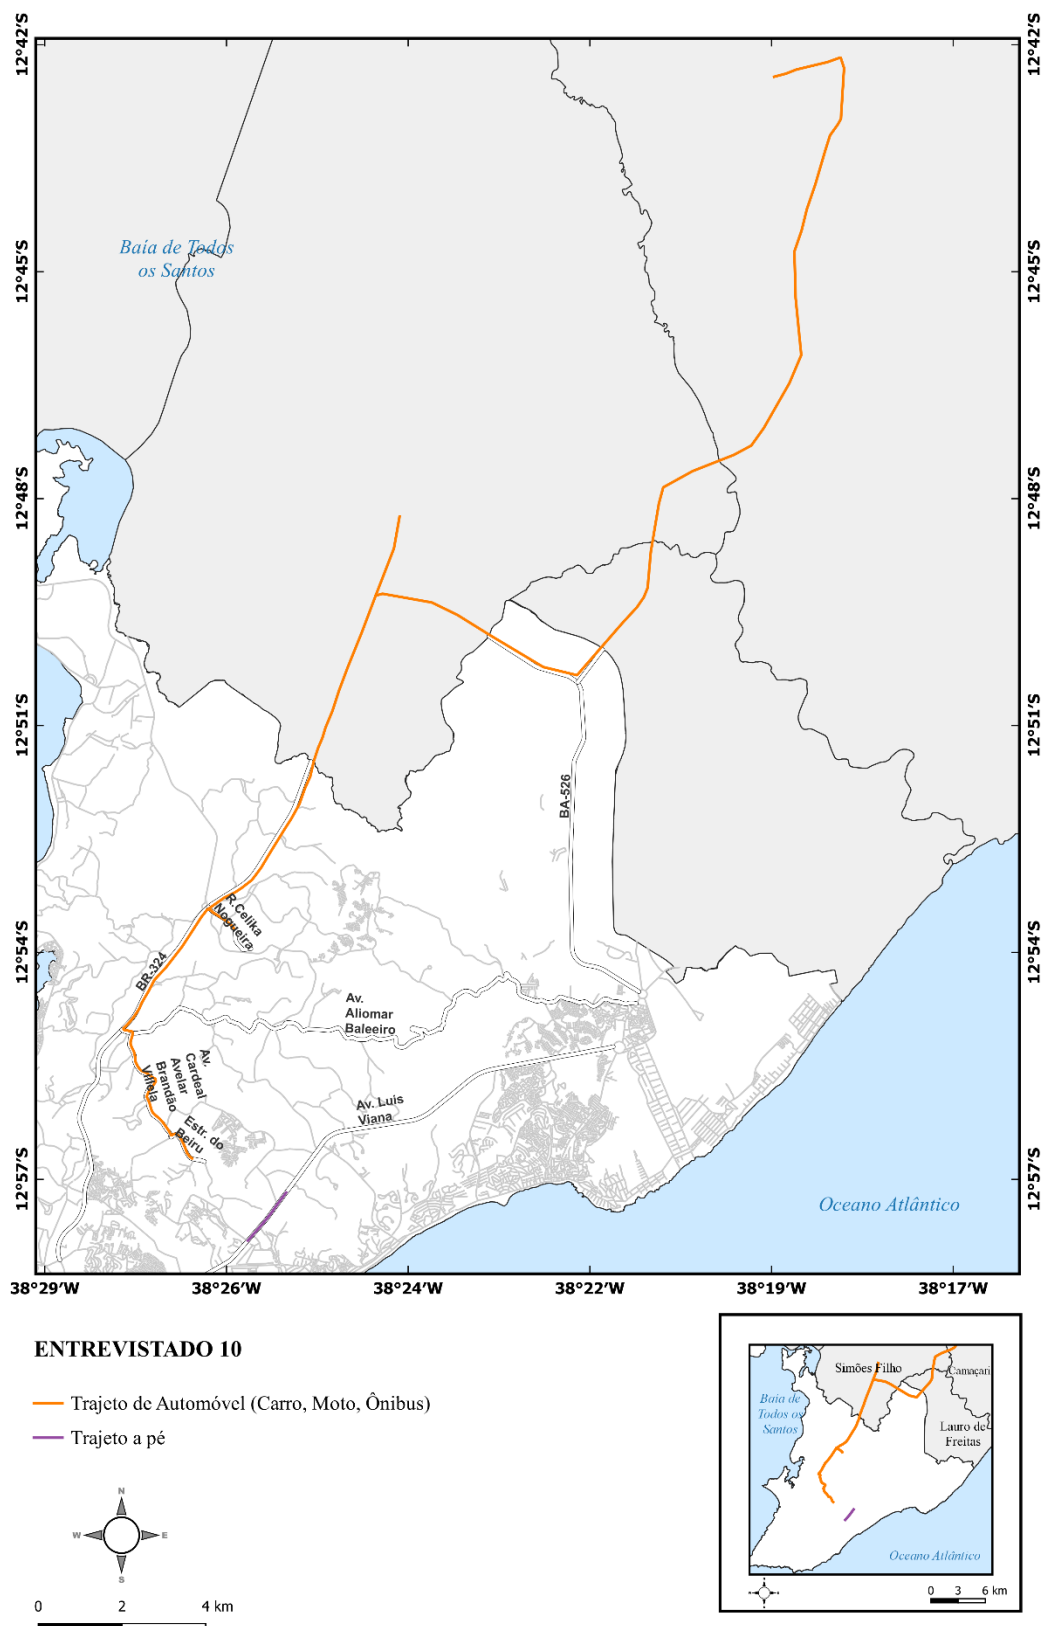 12°42'S
12°42'S
Baía de Todos
os Santos
12°45'S
12°45'S
12°48'S
12°48'S
12°51'S
12°51'S
BA-526
R.Celika
Nogueira
12°54'S
12°54'S
BR-324
Av.
Aliomar
Baleeiro
Av.
Cardeal
Avelar
Brandão
Villela
Av. Luis
Viana
Estr. do
Beiru
12°57'S
12°57'S
Oceano Atlântico
38°29'W 38°26'W 38°24'W 38°22'W 38°19'W 38°17'W
ENTREVISTADO 10
Trajeto de Automóvel (Carro, Moto, Ônibus)
Trajeto a pé
N
W E
S
0 2 4 km
Simões Filho
Camaçari
Baia de
Todos os
Santos
Lauro de
Freitas
Oceano Atlântico
0 3 6 km